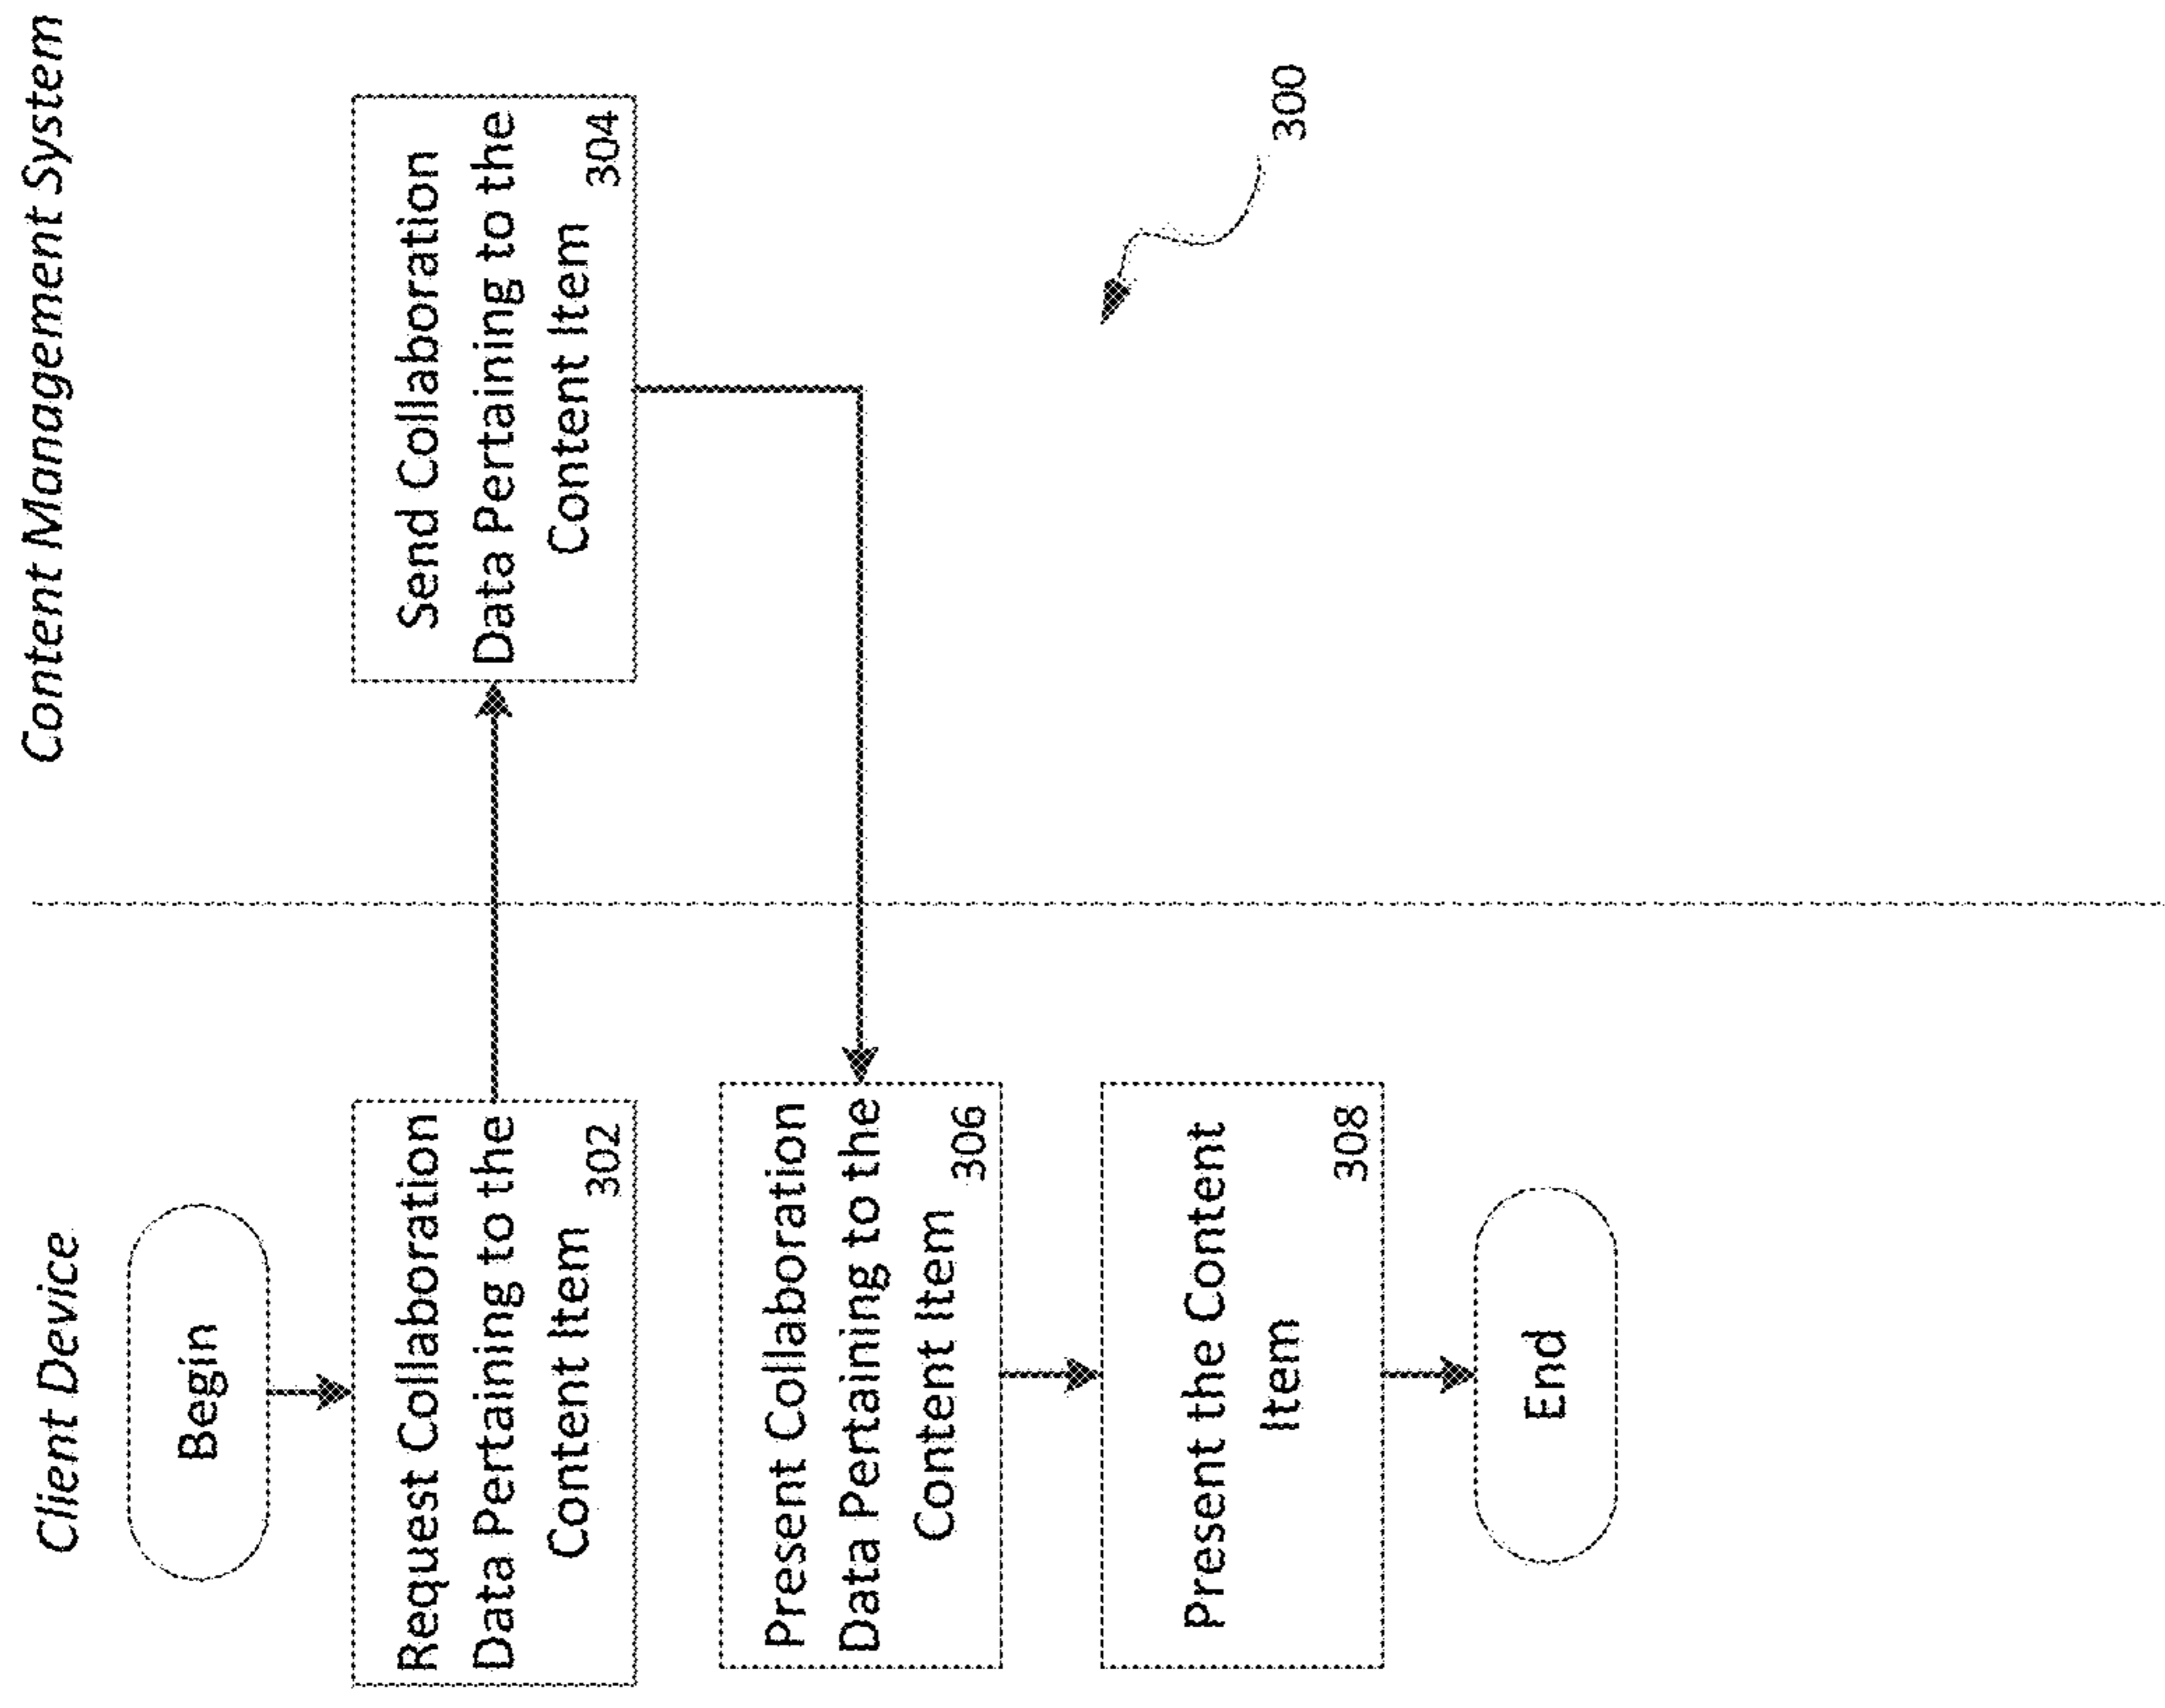 Client Device
Content Management System
Begin
Request Collaboration
Data Pertaining to the
Content Item
302
Send Collaboration
Data Pertaining to the
Content Item
304
Present Collaboration
Data Pertaining to the
Content Item
306
Present the Content
Item
308
End
300